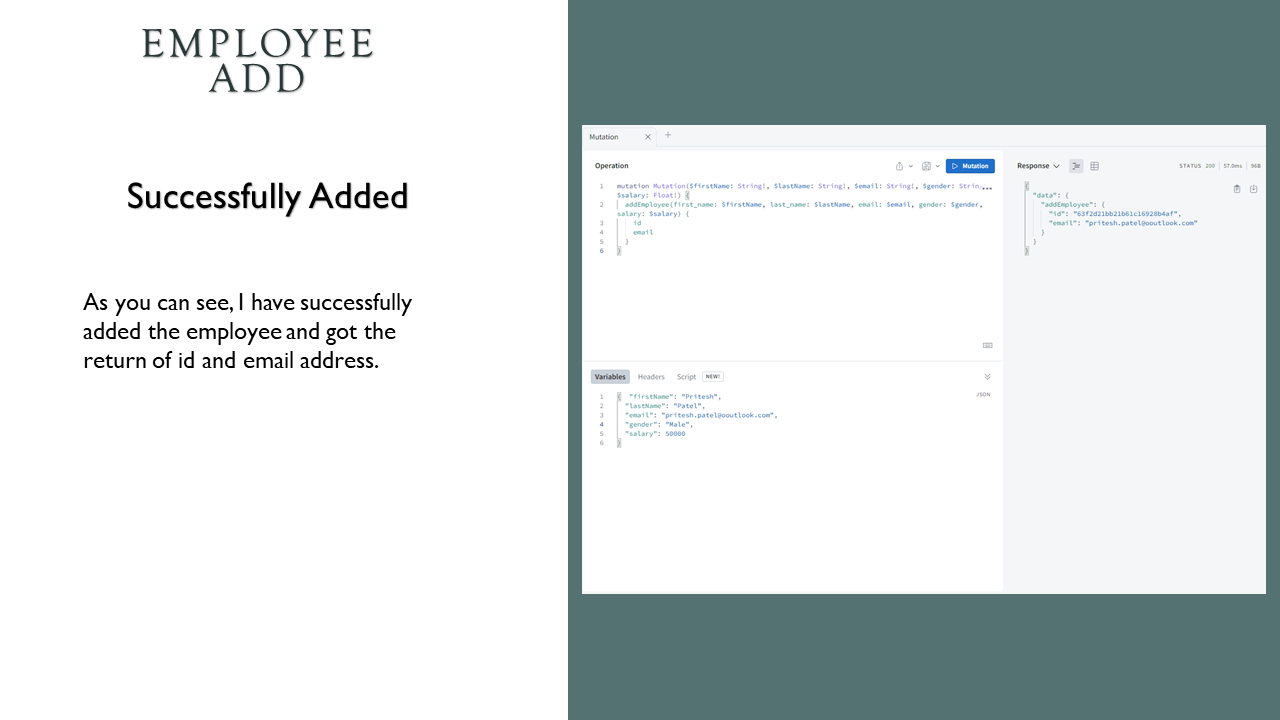 EMPLOYEE
ADD
Successfully Added
As you can see, I have successfully
added the employee and got the
return of id and email address.
Mutation
Operation
Mutation
1 mutation Mutation($firstName: String!, $lastName: String!, $email: String!, $gender: Strin
$salary: Float!) {
2 addEmployee(first_name: $firstName, last_name: $lastName, email: $email, gender: $gender,
salary: $salary) {
3 id
4 email
5 }
6 }
Variables Headers Script NEW!
JSON
1 { "firstName": "Pritesh",
2 "lastName": "Patel",
3 "email": "pritesh.patel@ooutlook.com",
4 "gender": "Male",
5 "salary": 50000
6 }
Response STATUS 200 57.0ms 96B
{
"data": {
"addEmployee": {
"id": "63f2d21bb21b61c16928b4af",
"email": "pritesh.patel@ooutlook.com"
}
}
}